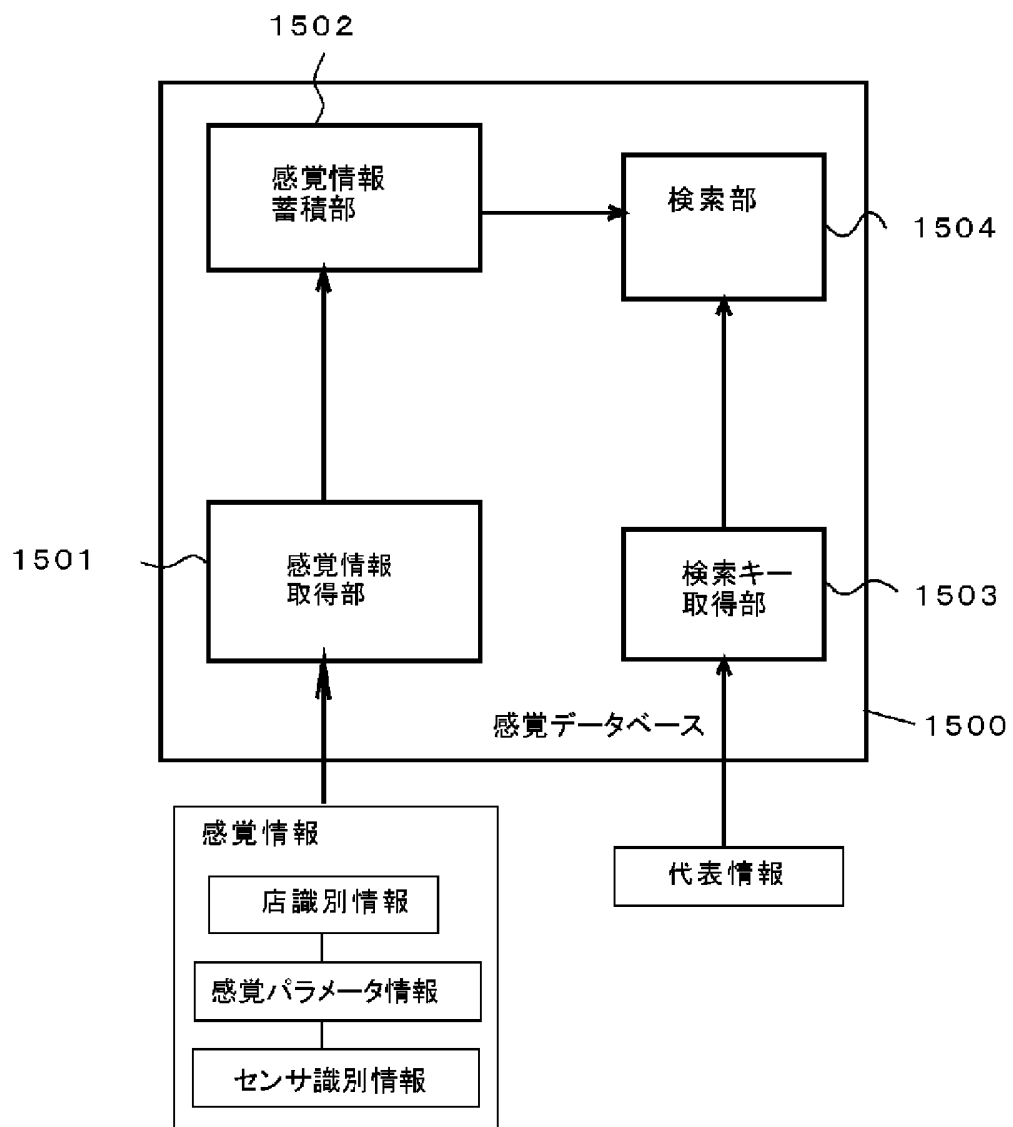 １５０２
感覚情報
蓄積部
検索部
１５０４
１５０１
感覚情報
取得部
検索キー
取得部
１５０３
感覚データベース
１５００
感覚情報
店識別情報
感覚パラメータ情報
センサ識別情報
代表情報